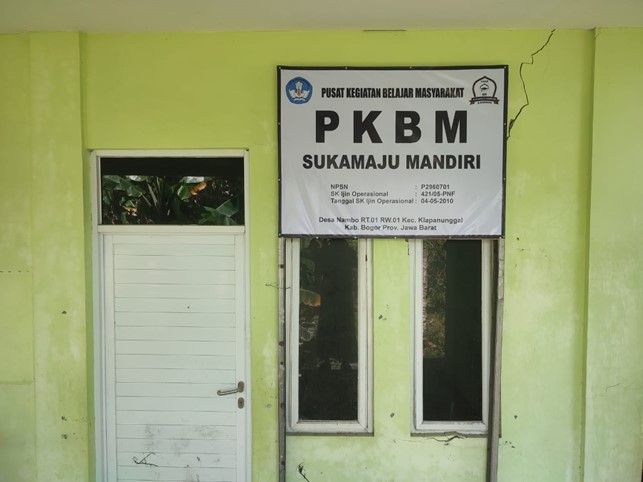 PUSAT KEGIATAN BELAJAR MASYARAKAT
PKBM
SUKAMAJU MANDIRI
NPSN : P2960701
SK Ijin Operasional : 421/05-PNF
Tanggal SK Ijin Operasional : 04-05-2010
Desa Nambo RT.01 RW.01 Kec. Klapanunggal
Kab. Bogor Prov. Jawa Barat